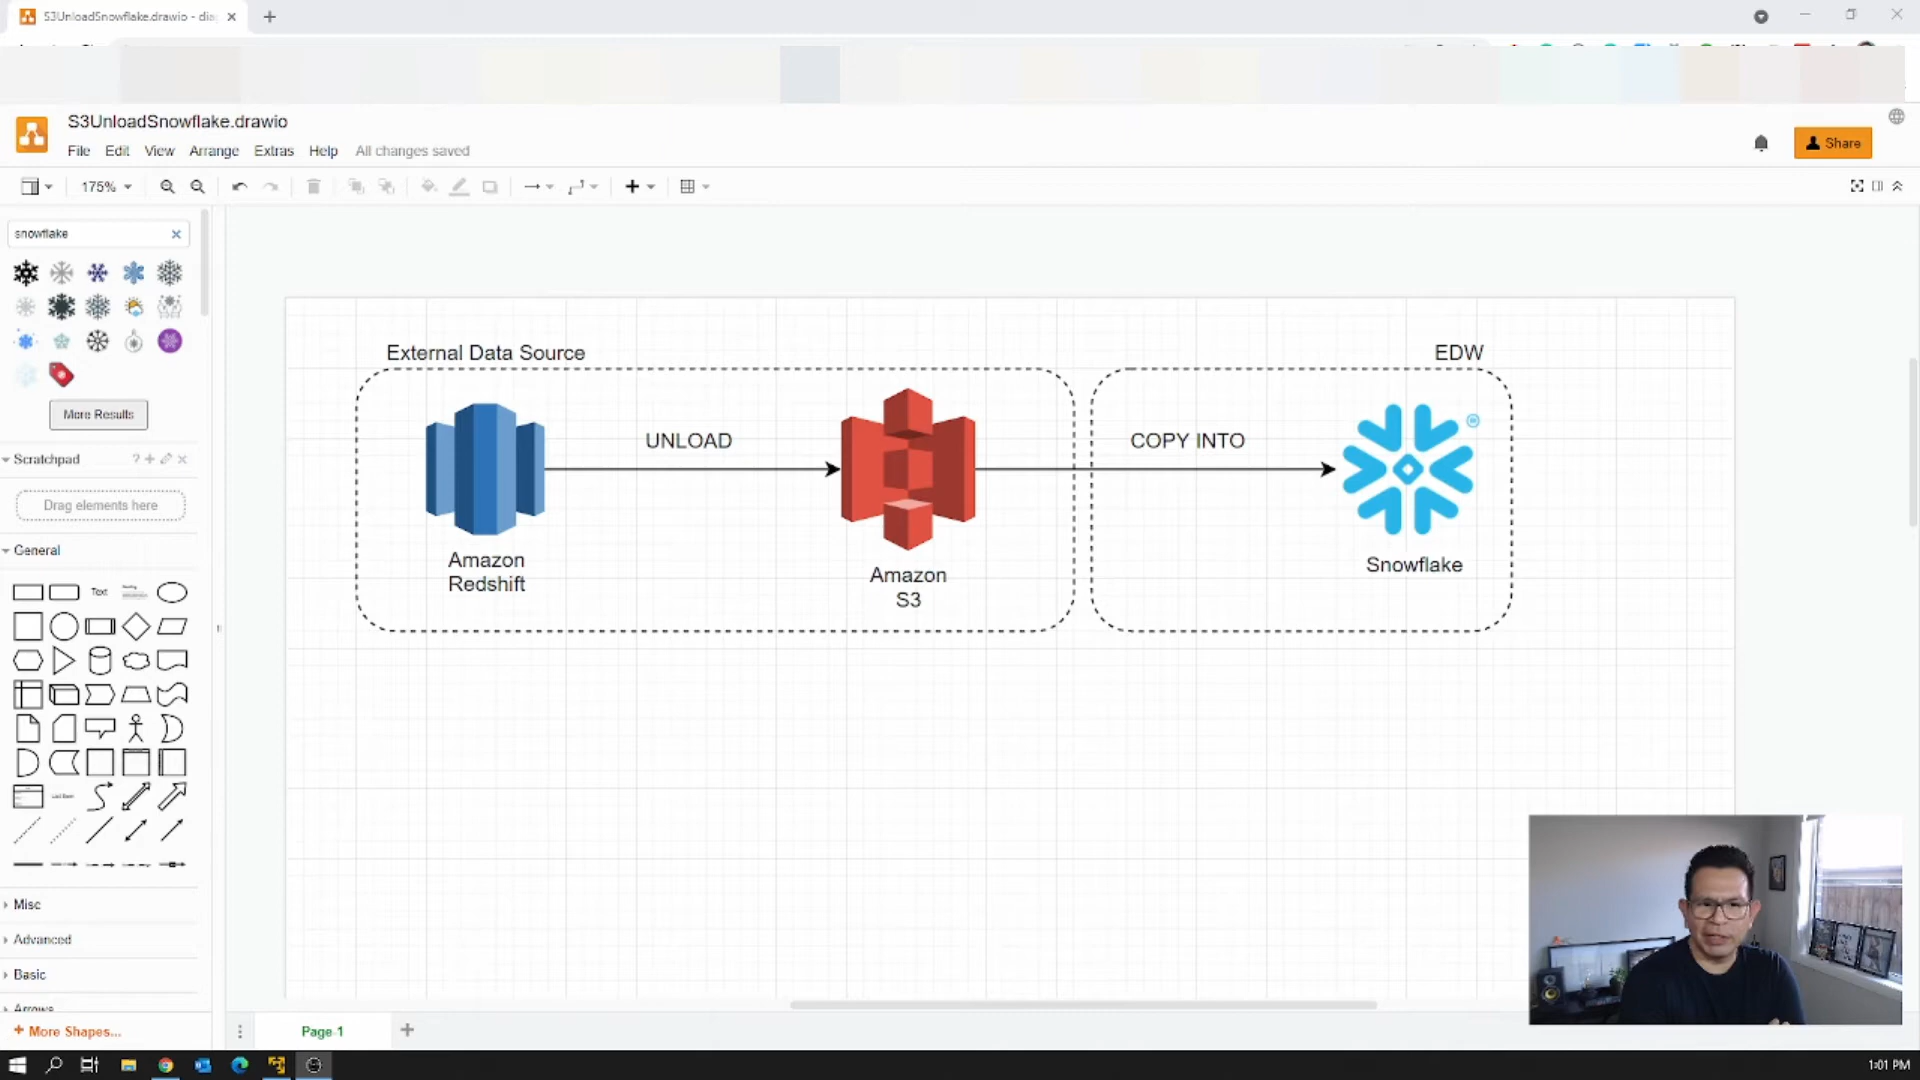 S3UnloadSnowflake.drawio - dia
S3UnloadSnowflake.drawio
File Edit View Arrange Extras Help All changes saved
Share
175%
snowflake
More Results
Scratchpad
Drag elements here
General
Text
Misc
Advanced
Basic
Arrows
+ More Shapes...
External Data Source
EDW
UNLOAD
COPY INTO
Amazon
Redshift
Amazon
S3
Snowflake
Page 1
1:01 PM